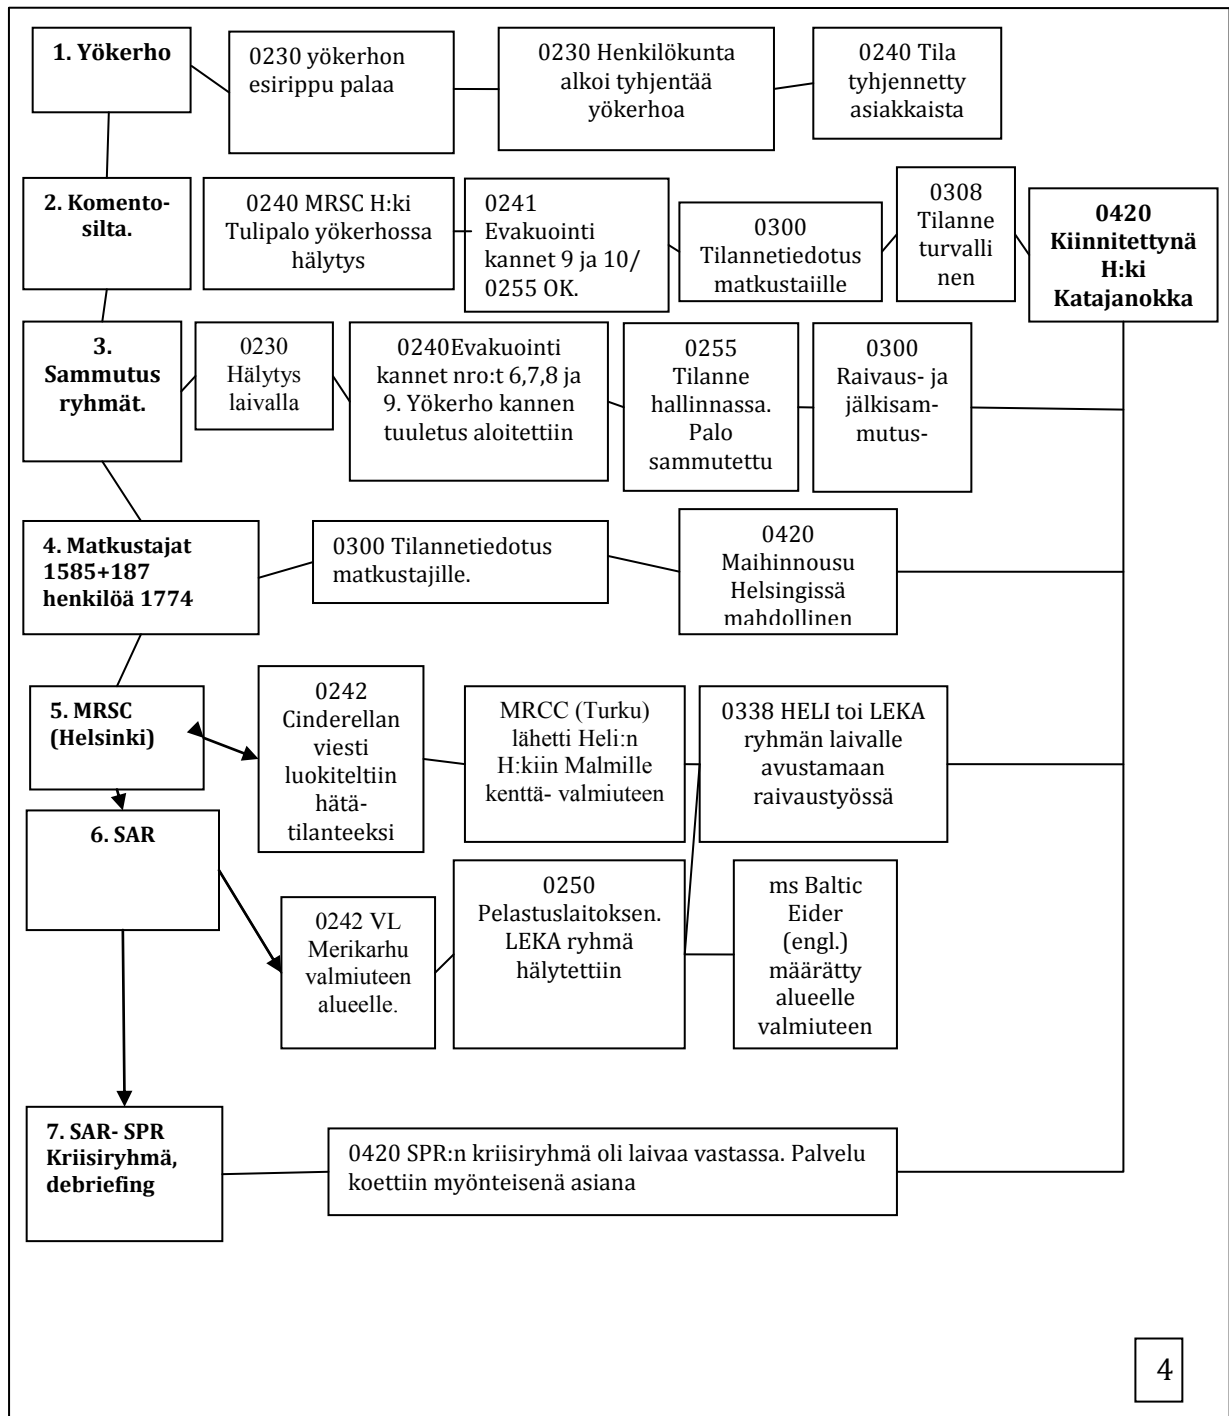 1. Yökerho
0230 yökerhon
esirippu palaa
0230 Henkilökunta
alkoi tyhjentää
yökerhoa
0240 Tila
tyhjennetty
asiakkaista
2. Komento-
silta.
0240 MRSC H:ki
Tulipalo yökerhossa
hälytys
0241
Evakuointi
kannet 9 ja 10/
0255 OK.
0300
Tilannetiedotus
matkustaiille
0308
Tilanne
turvalli
nen
0420
Kiinnitettynä
H:ki
Katajanokka
3.
Sammutus
ryhmät.
0230
Hälytys
laivalla
0240Evakuointi
kannet nro:t 6,7,8 ja
9. Yökerho kannen
tuuletus aloitettiin
0255
Tilanne
hallinnassa.
Palo
sammutettu
0300
Raivaus- ja
jälkisam-
mutus-
4. Matkustajat
1585+187
henkilöä 1774
0300 Tilannetiedotus
matkustajille.
0420
Maihinnousu
Helsingissä
mahdollinen
5. MRSC
(Helsinki)
0242
Cinderellan
viesti
luokiteltiin
hätä-
tilanteeksi
MRCC (Turku)
lähetti Heli:n
H:kiin Malmille
kenttä- valmiuteen
0338 HELI toi LEKA
ryhmän laivalle
avustamaan
raivaustyössä
6. SAR
0242 VL
Merikarhu
valmiuteen
alueelle.
0250
Pelastuslaitoksen.
LEKA ryhmä
hälytettiin
ms Baltic
Eider
(engl.)
määrätty
alueelle
valmiuteen
7. SAR- SPR
Kriisiryhmä,
debriefing
0420 SPR:n kriisiryhmä oli laivaa vastassa. Palvelu
koettiin myönteisenä asiana
4